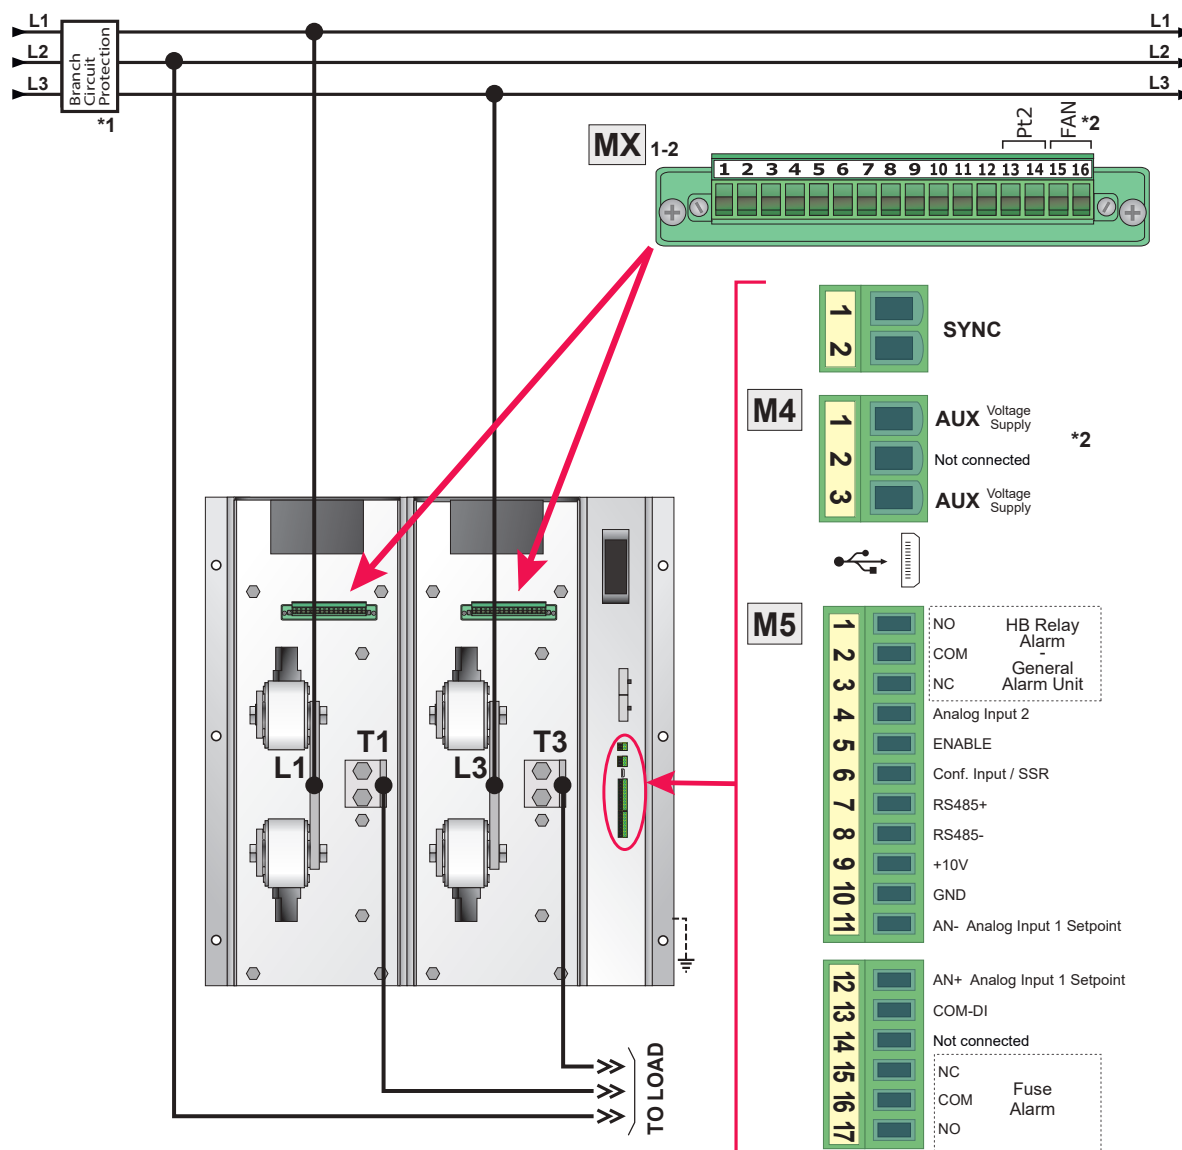 L1
L1
L2
L2
L3
L3
Branch
Circuit
Protection
*1
Pt2
FAN
*2
MX 1-2
1 2 3 4 5 6 7 8 9 10 11 12 13 14 15 16
1
2
SYNC
M4
1 AUX Voltage Supply
2 Not connected
3 AUX Voltage Supply
*2
M5
1 NO
2 COM
3 NC
HB Relay
Alarm
-
General
Alarm Unit
4 Analog Input 2
5 ENABLE
6 Conf. Input / SSR
7 RS485+
8 RS485-
9 +10V
10 GND
11 AN- Analog Input 1 Setpoint
12 AN+ Analog Input 1 Setpoint
13 COM-DI
14 Not connected
15 NC
16 COM
17 NO
Fuse
Alarm
L1
T1
L3
T3
TO LOAD